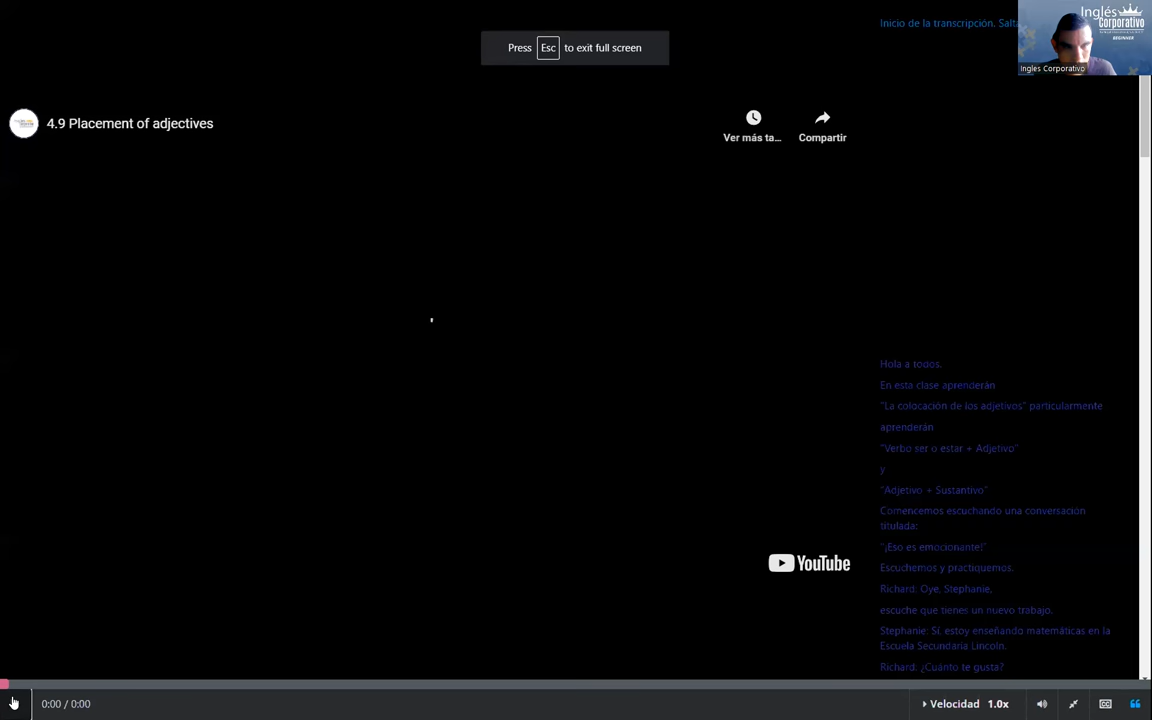 Inicio de la transcripción. Salta
Inglés
Corporativo
BEGINNER
Ingles Corporativo
Press Esc to exit full screen
4.9 Placement of adjectives
Ver más ta...
Compartir
Hola a todos.
En esta clase aprenderán
"La colocación de los adjetivos" particularmente
aprenderán
"Verbo ser o estar + Adjetivo"
y
"Adjetivo + Sustantivo"
Comencemos escuchando una conversación
titulada:
"¡Eso es emocionante!"
Escuchemos y practiquemos.
Richard: Oye, Stephanie,
escuche que tienes un nuevo trabajo.
Stephanie: Sí, estoy enseñando matemáticas en la
Escuela Secundaria Lincoln.
Richard: ¿Cuánto te gusta?
YouTube
0:00 / 0:00
Velocidad 1.0x
CC